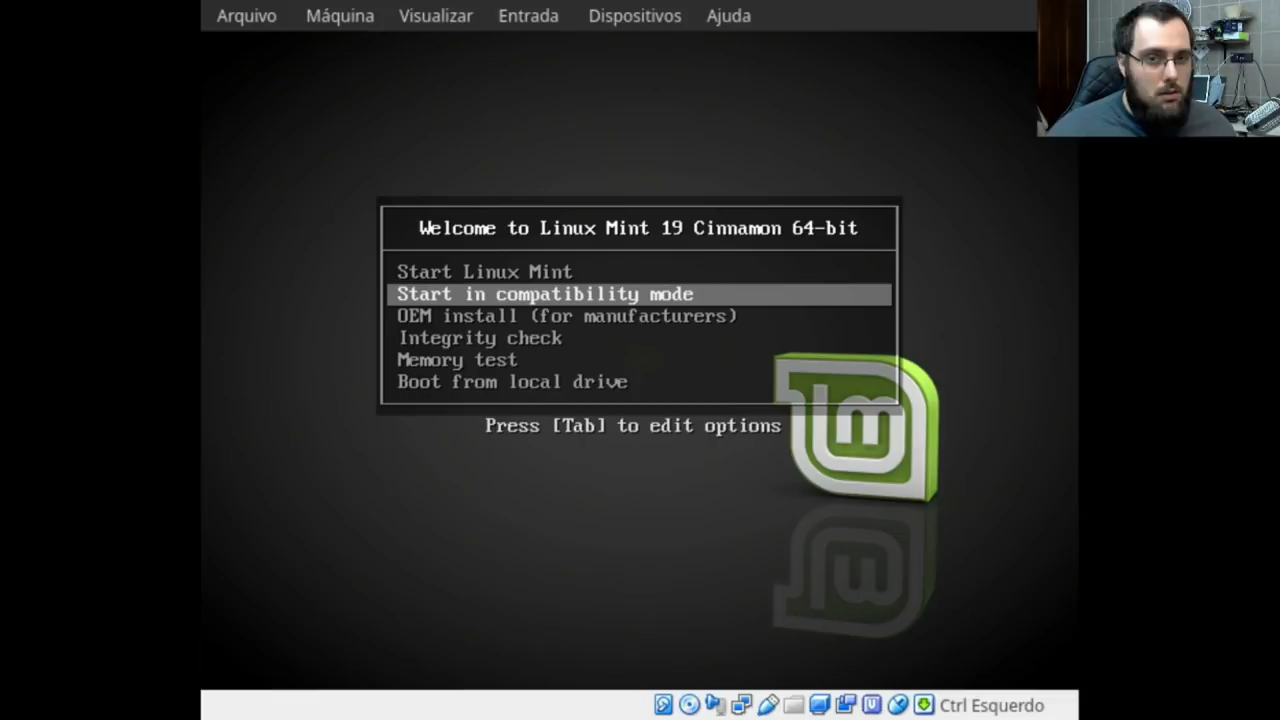 Arquivo Máquina Visualizar Entrada Dispositivos Ajuda
Welcome to Linux Mint 19 Cinnamon 64-bit
Start Linux Mint
Start in compatibility mode
OEM install (for manufacturers)
Integrity check
Memory test
Boot from local drive
Press [Tab] to edit options
lm
Ctrl Esquerdo